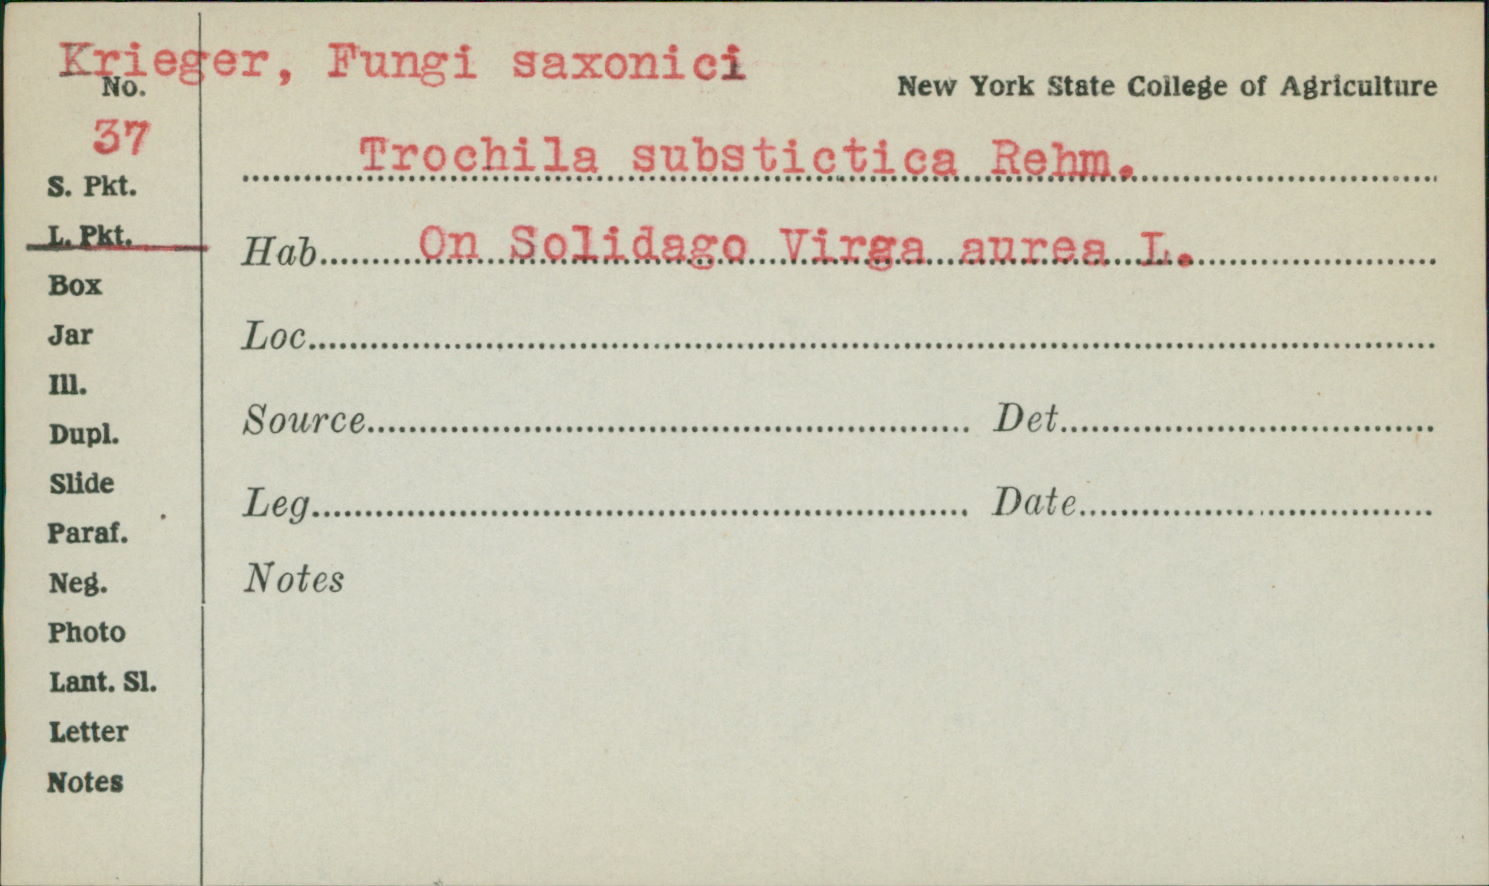 Krieger, Fungi saxonici
No.
New York State College of Agriculture
37
Trochila substictica Rehm.
S. Pkt.
L. Pkt.
Hab. On Solidago Virga aurea L.
Box
Jar
Loc.
Ill.
Dupl.
Source Det.
Slide
Leg. Date
Paraf.
Neg.
Notes
Photo
Lant. Sl.
Letter
Notes